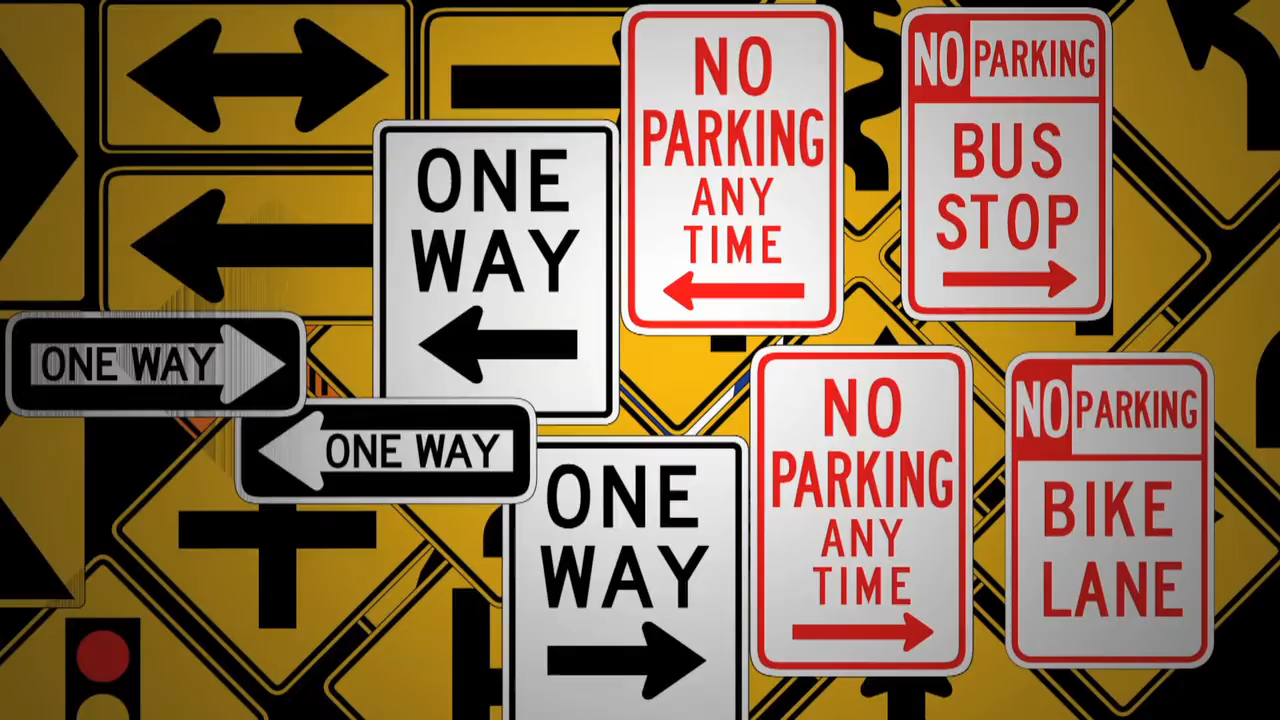 NO
PARKING
ANY
TIME
NO PARKING
BUS
STOP
ONE
WAY
ONE WAY
ONE WAY
ONE
WAY
NO
PARKING
ANY
TIME
NO PARKING
BIKE
LANE